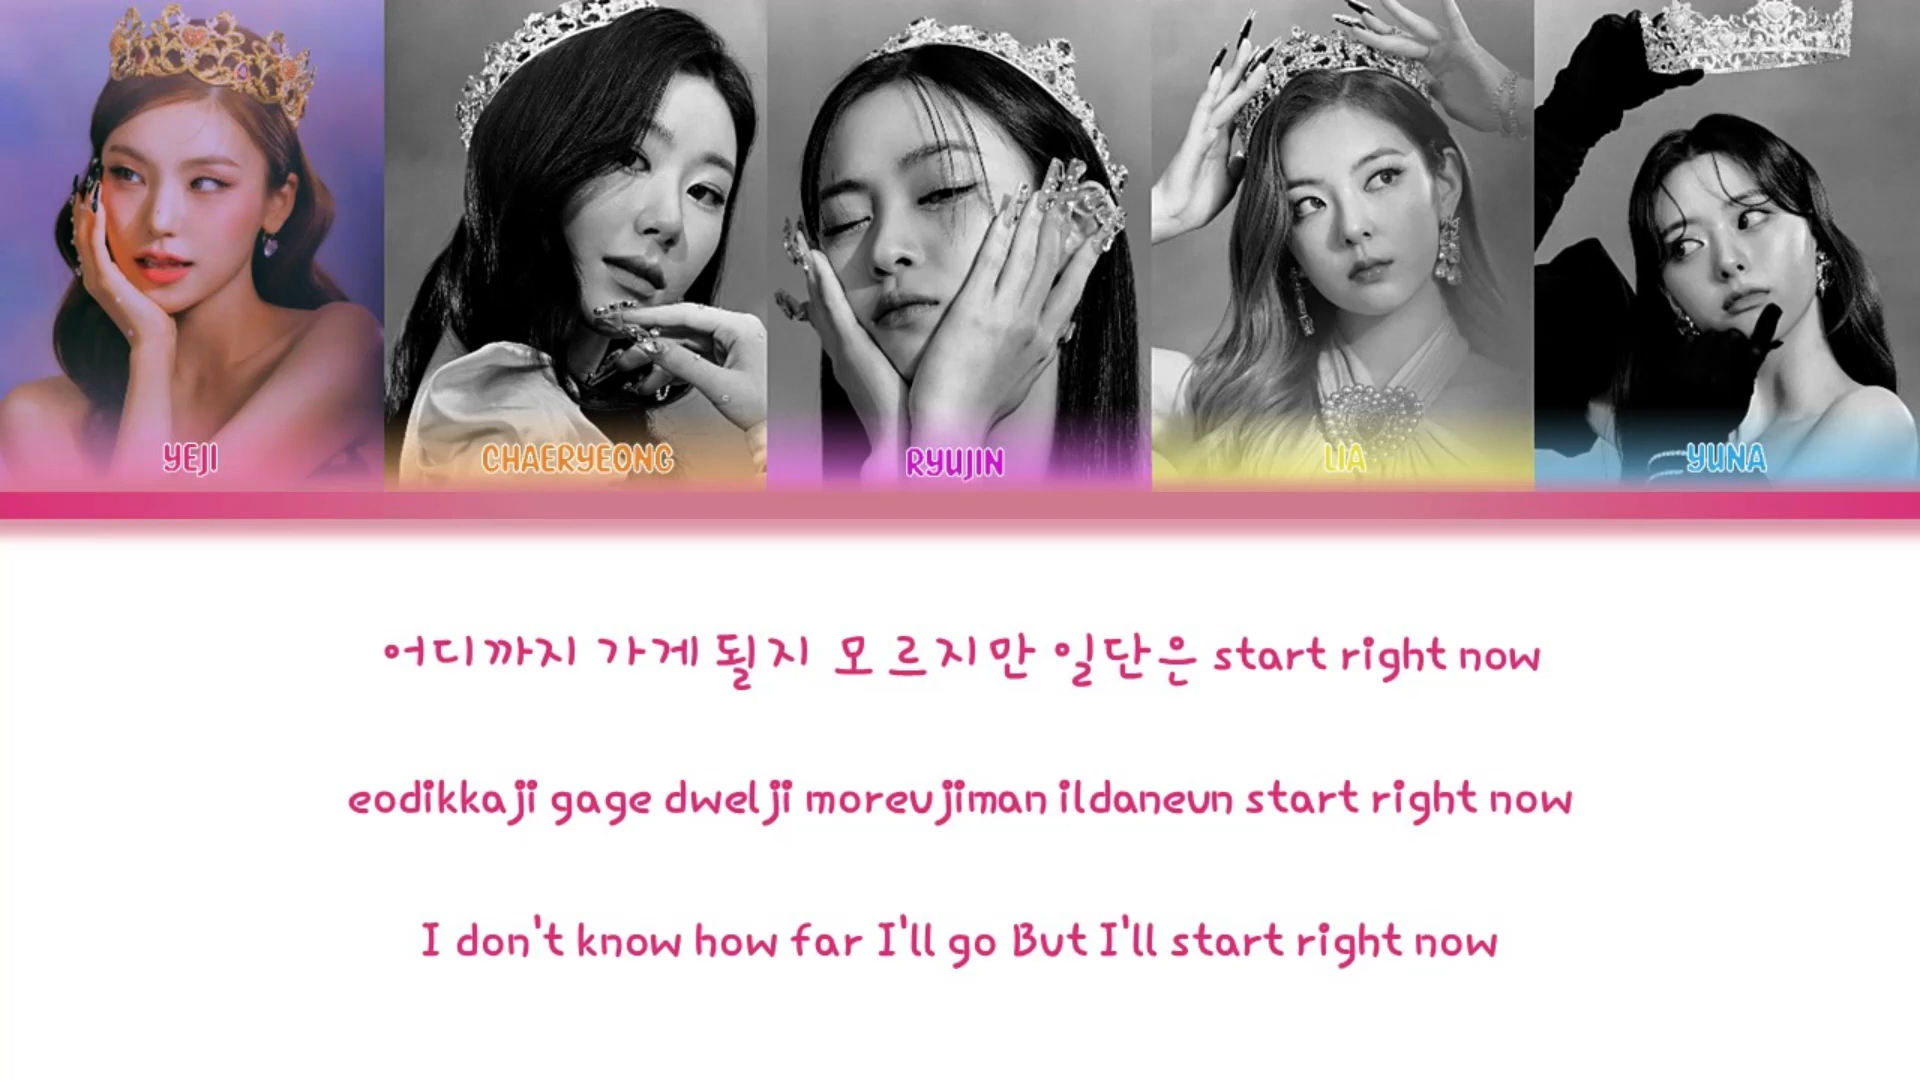 YEJI
CHAERYEONG
RYUJIN
LIA
YUNA
어디까지 가게 될지 모르지만 일단은 start right now
eodikkaji gage dwelji moreujiman ildaneun start right now
I don't know how far I'll go But I'll start right now